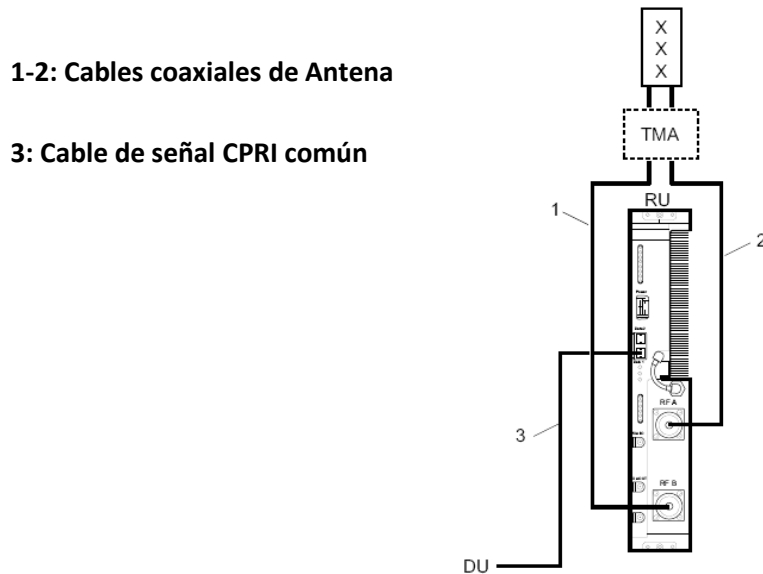 1-2: Cables coaxiales de Antena
3: Cable de señal CPRI común
X
X
X
TMA
RU
1
2
Power
RF A
3
RF B
DU